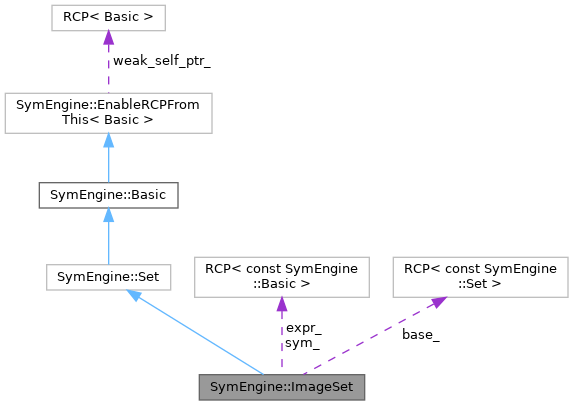 RCP< Basic >
weak_self_ptr_
SymEngine::EnableRCPFrom
This< Basic >
SymEngine::Basic
SymEngine::Set
RCP< const SymEngine
::Basic >
RCP< const SymEngine
::Set >
expr_
sym_
base_
SymEngine::ImageSet